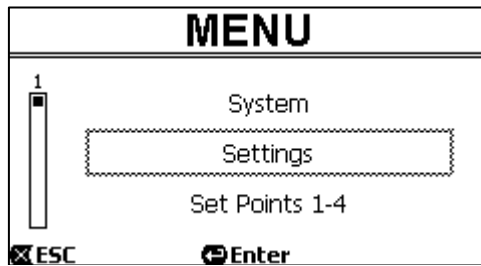 MENU
1
System
Settings
Set Points 1-4
ESC Enter